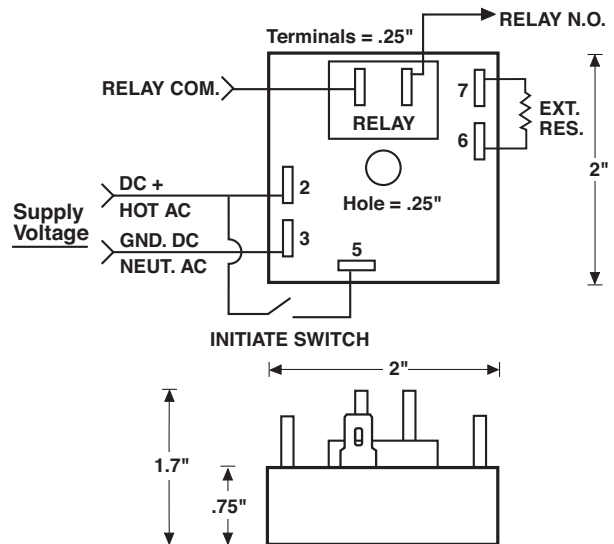 RELAY N.O.
Terminals = .25"
RELAY COM.
RELAY
7
6
EXT.
RES.
2"
DC +
HOT AC
2
Hole = .25"
Supply
Voltage
GND. DC
NEUT. AC
3
5
INITIATE SWITCH
2"
1.7"
.75"